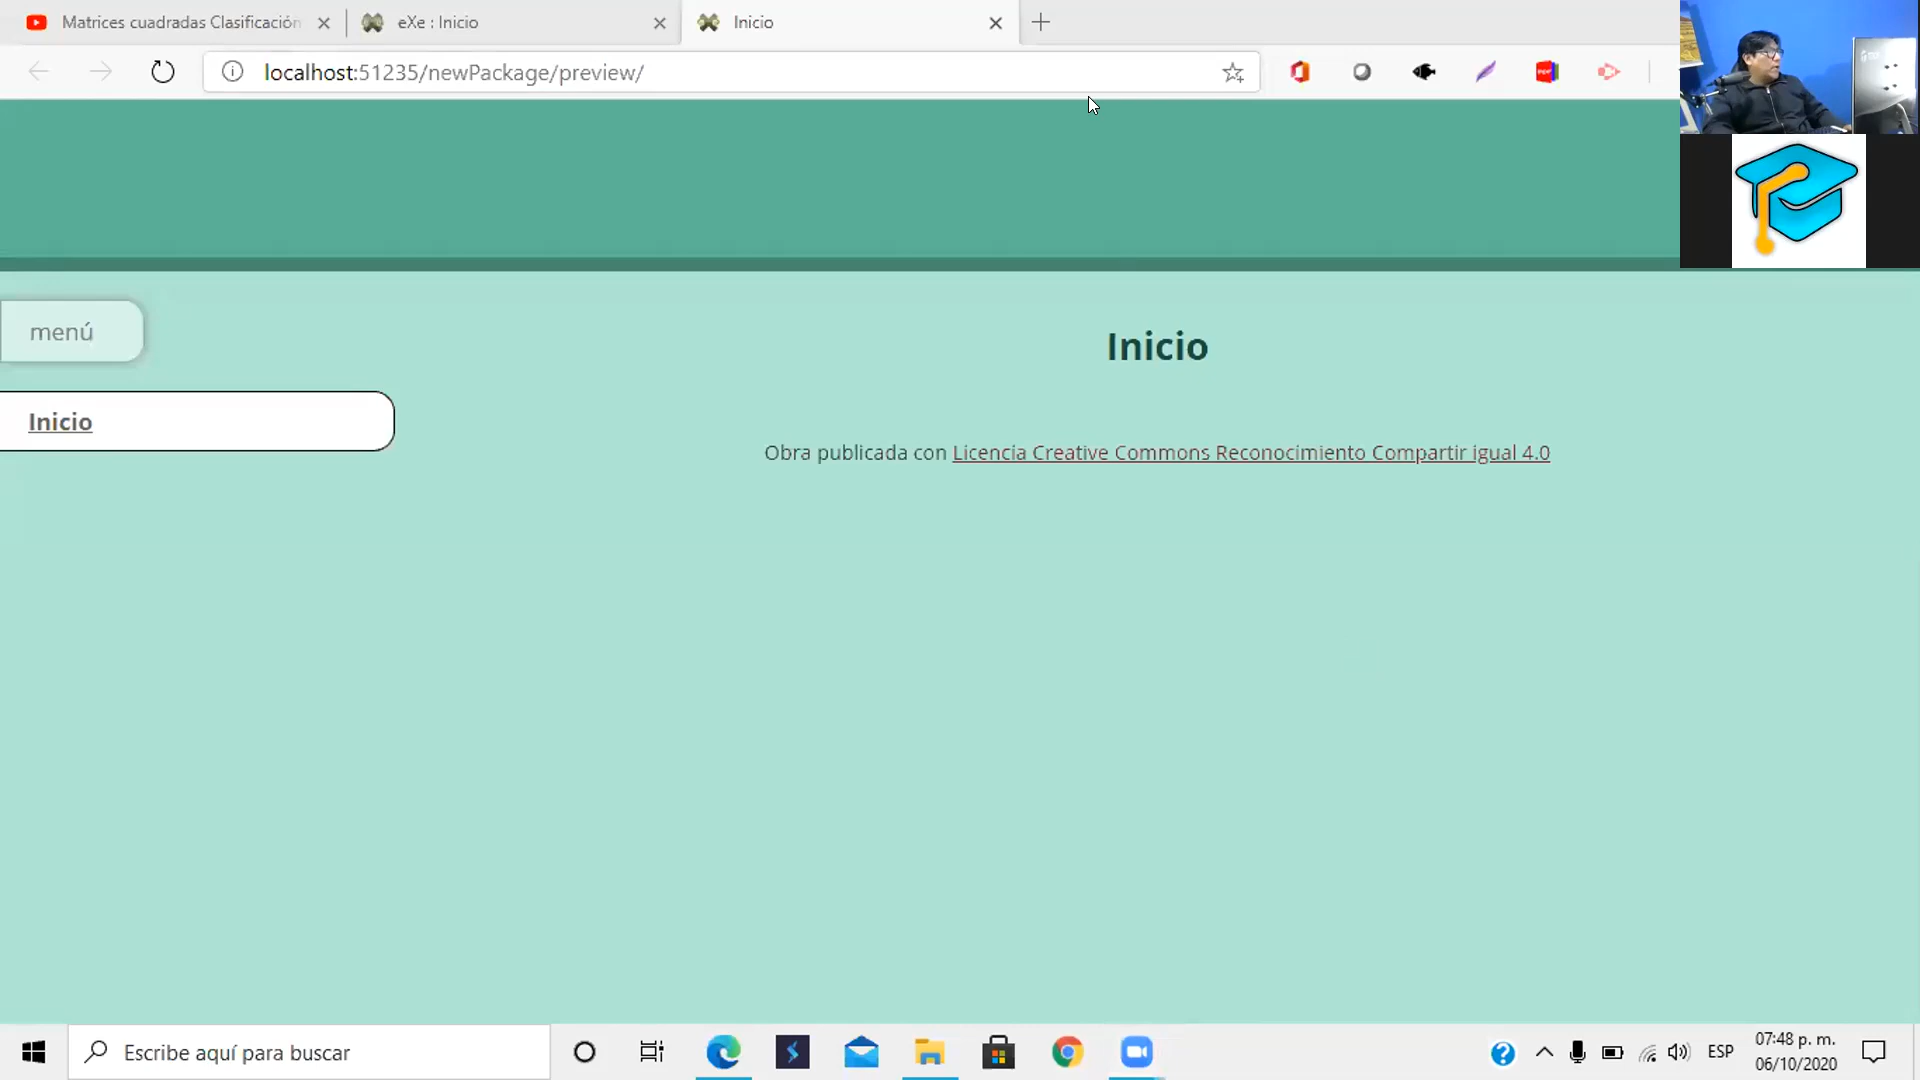 Matrices cuadradas Clasificación
eXe : Inicio
Inicio
localhost:51235/newPackage/preview/
menú
Inicio
Inicio
Obra publicada con Licencia Creative Commons Reconocimiento Compartir igual 4.0
Escribe aquí para buscar
ESP
07:48 p. m.
06/10/2020